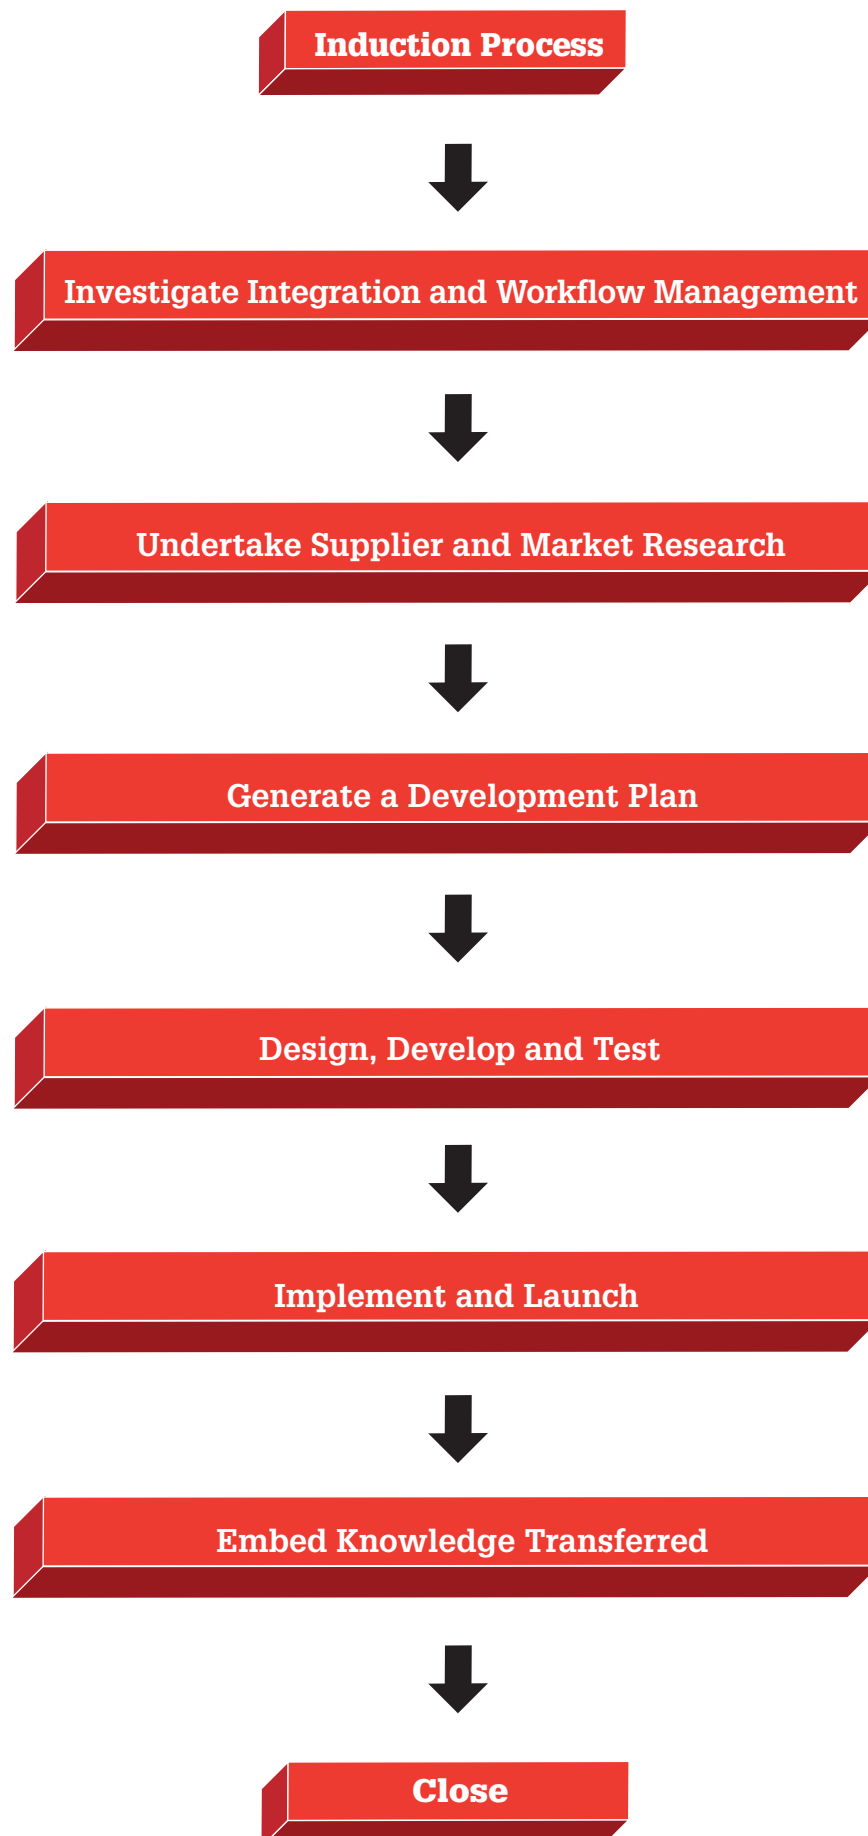 Induction Process
Investigate Integration and Workflow Management
Undertake Supplier and Market Research
Generate a Development Plan
Design, Develop and Test
Implement and Launch
Embed Knowledge Transferred
Close